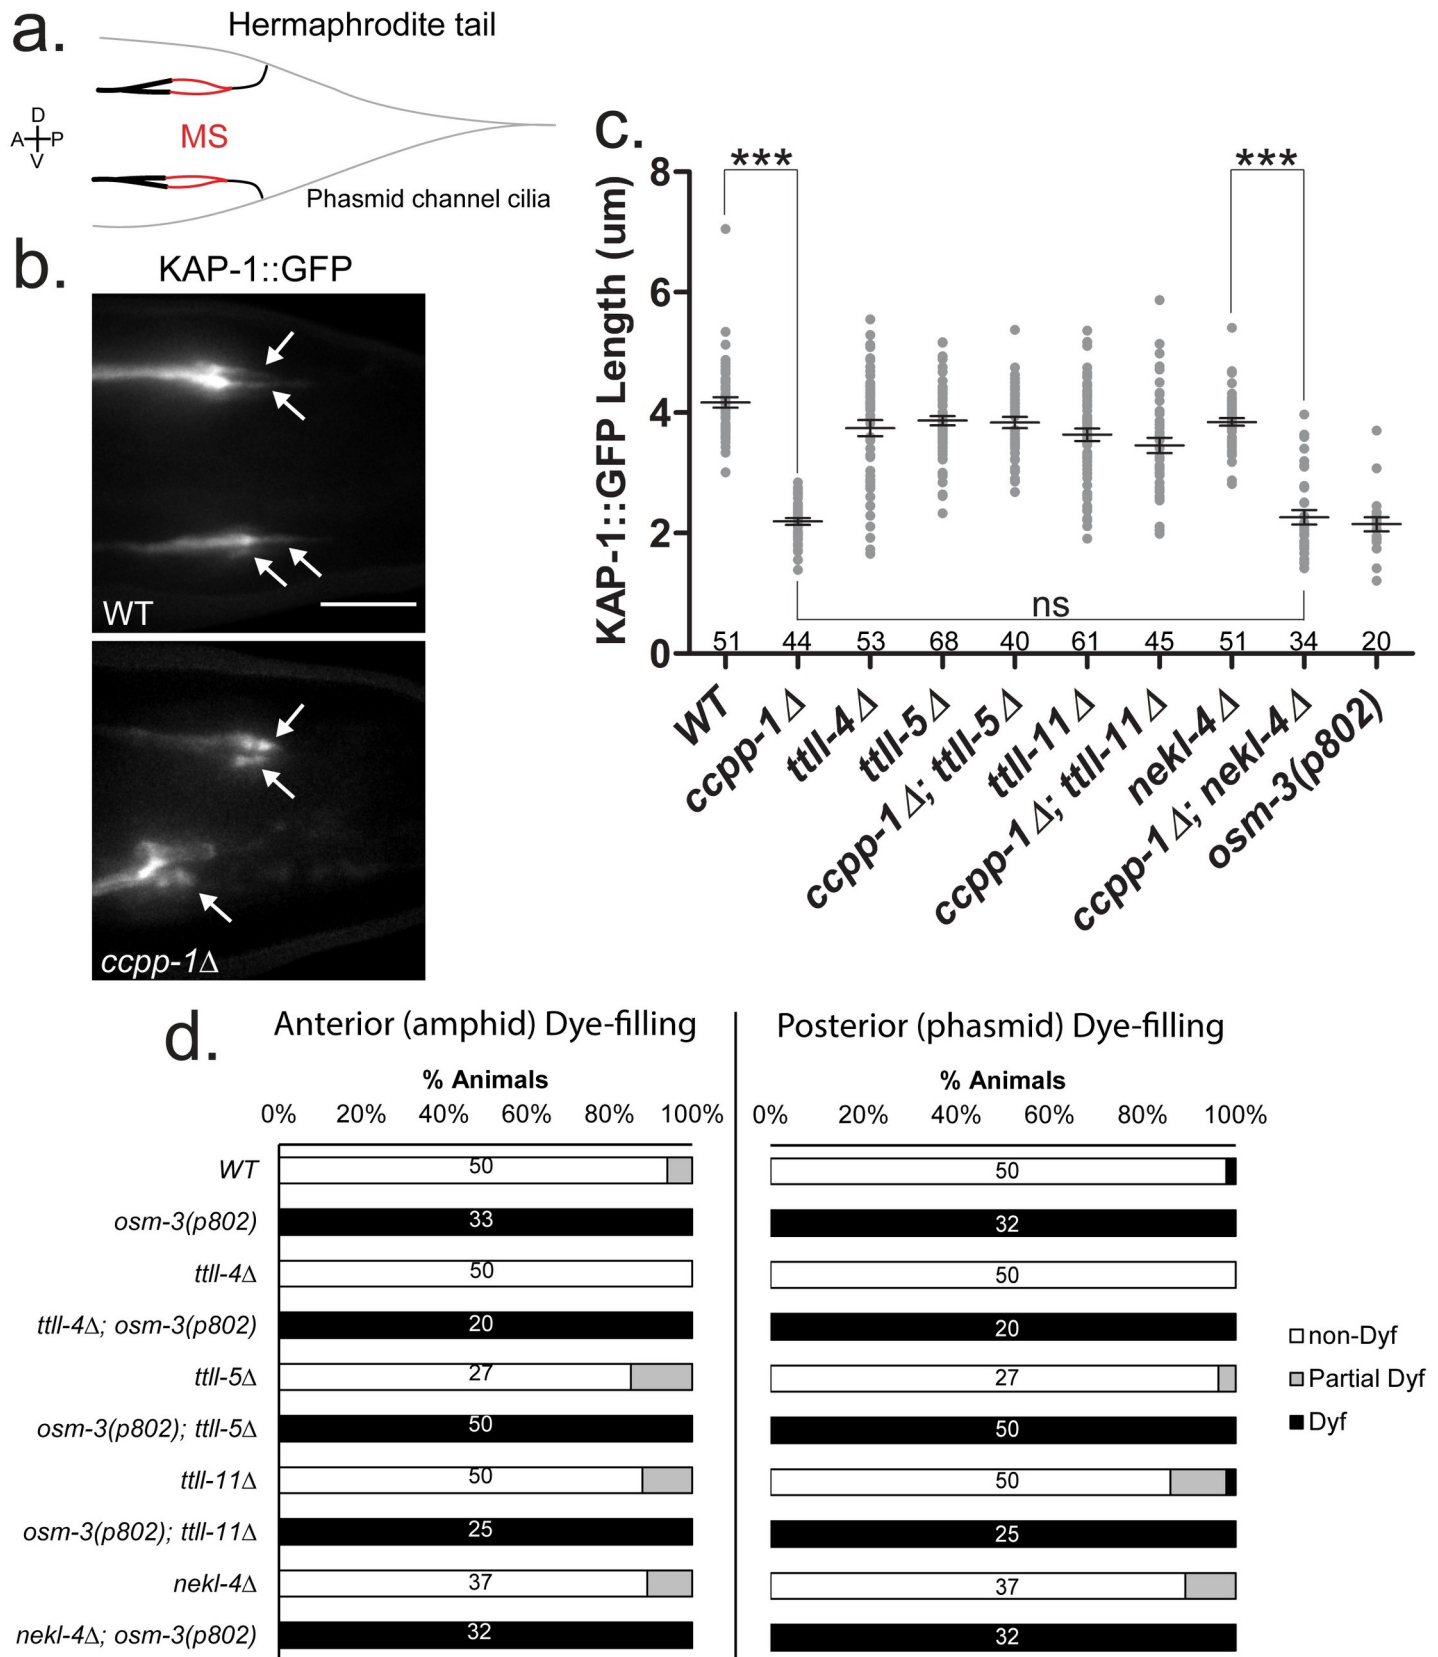 a.
Hermaphrodite tail
D
A P
V
MS
Phasmid channel cilia
b.
KAP-1::GFP
WT
ccpp-1Δ
c.
KAP-1::GFP Length (um)
8
6
4
2
0
***
***
ns
51 44 53 68 40 61 45 51 34 20
WT
ccpp-1Δ
ttll-4Δ
ttll-5Δ
ccpp-1Δ; ttll-5Δ
ttll-11Δ
ccpp-1Δ; ttll-11Δ
nekl-4Δ
ccpp-1Δ; nekl-4Δ
osm-3(p802)
d.
Anterior (amphid) Dye-filling
Posterior (phasmid) Dye-filling
% Animals
% Animals
0% 20% 40% 60% 80% 100%
0% 20% 40% 60% 80% 100%
WT 50 50
osm-3(p802) 33 32
ttll-4Δ 50 50
ttll-4Δ; osm-3(p802) 20 20
ttll-5Δ 27 27
osm-3(p802); ttll-5Δ 50 50
ttll-11Δ 50 50
osm-3(p802); ttll-11Δ 25 25
nekl-4Δ 37 37
nekl-4Δ; osm-3(p802) 32 32
non-Dyf
Partial Dyf
Dyf